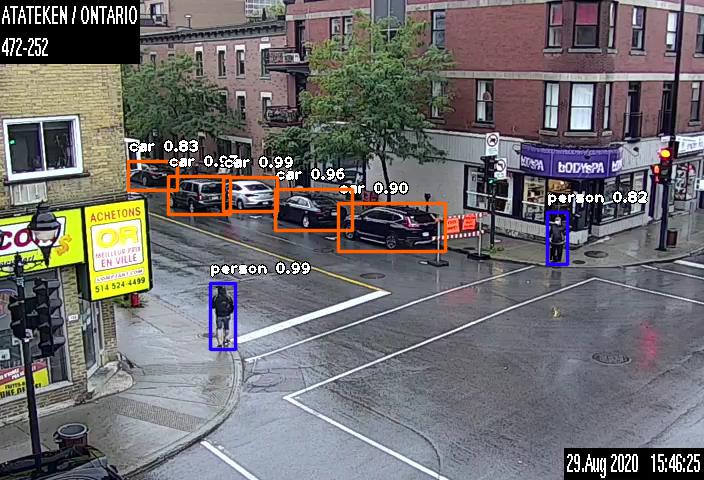 ATATEKEN / ONTARIO
472-252
car 0.83
car 0.99
car 0.96
car 0.90
person 0.82
BODYSPA
person 0.99
ACHETONS
OR
MEILLEUR PRIX
EN VILLE
COMPTANT.COM
514 524-4499
29.Aug 2020 15:46:25